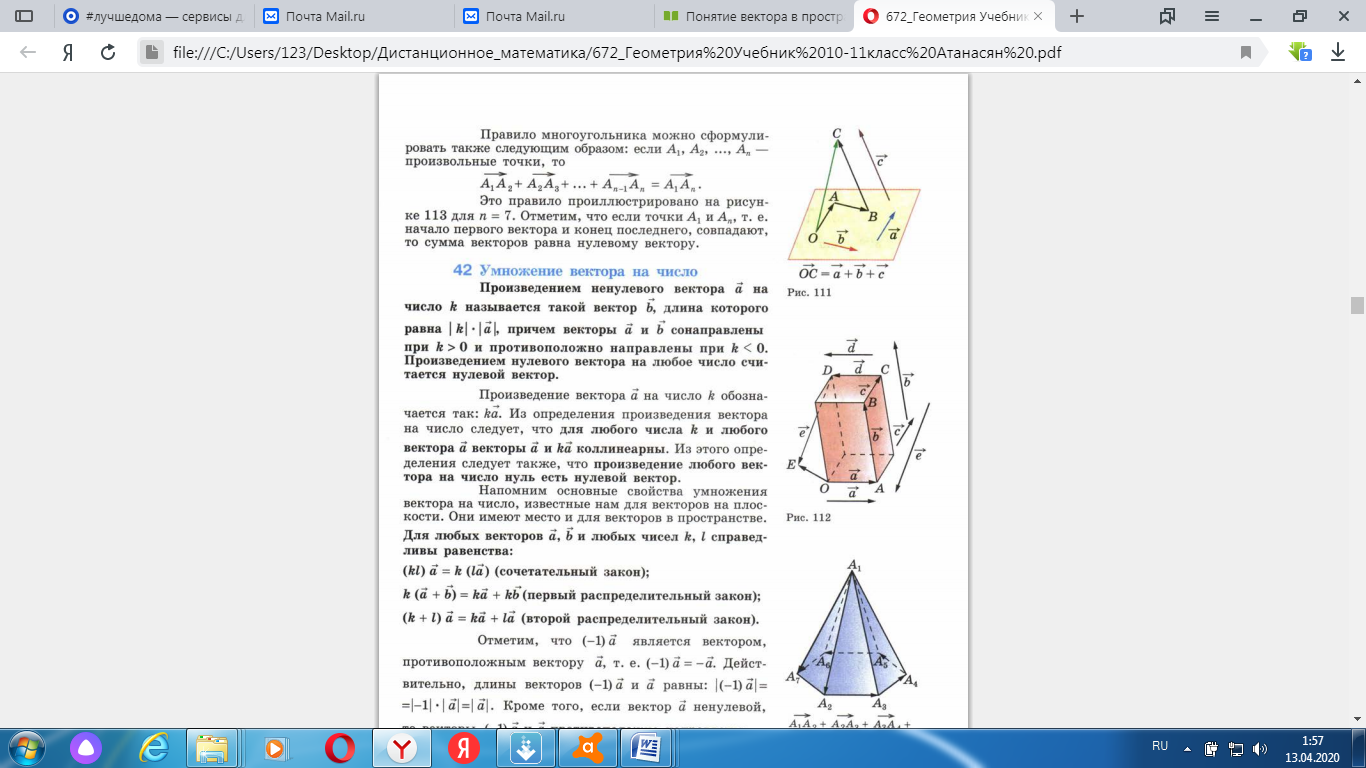 #лучшедома — сервисы д
Почта Mail.ru
Почта Mail.ru
Понятие вектора в простр
672_Геометрия Учебник
file:///C:/Users/123/Desktop/Дистанционное_математика/672_Геометрия%20Учебник%2010-11класс%20Атанасян%20.pdf
Правило многоугольника можно сформули-
ровать также следующим образом: если A₁, A₂, ..., Aₙ —
произвольные точки, то
A₁A₂ + A₂A₃ + ... + Aₙ₋₁Aₙ = A₁Aₙ.
Это правило проиллюстрировано на рисун-
ке 113 для n = 7. Отметим, что если точки A₁ и Aₙ, т. е.
начало первого вектора и конец последнего, совпадают,
то сумма векторов равна нулевому вектору.
42 Умножение вектора на число
Произведением ненулевого вектора a⃗ на
число k называется такой вектор b⃗, длина которого
равна |k|·|a⃗|, причем векторы a⃗ и b⃗ сонаправлены
при k > 0 и противоположно направлены при k < 0.
Произведением нулевого вектора на любое число счи-
тается нулевой вектор.
Произведение вектора a⃗ на число k обозна-
чается так: ka⃗. Из определения произведения вектора
на число следует, что для любого числа k и любого
вектора a⃗ векторы a⃗ и ka⃗ коллинеарны. Из этого опре-
деления следует также, что произведение любого век-
тора на число нуль есть нулевой вектор.
Напомним основные свойства умножения
вектора на число, известные нам для векторов на плос-
кости. Они имеют место и для векторов в пространстве.
Для любых векторов a⃗, b⃗ и любых чисел k, l справед-
ливы равенства:
(kl) a⃗ = k (la⃗) (сочетательный закон);
k (a⃗ + b⃗) = ka⃗ + kb⃗ (первый распределительный закон);
(k + l) a⃗ = ka⃗ + la⃗ (второй распределительный закон).
Отметим, что (−1) a⃗ является вектором,
противоположным вектору a⃗, т. е. (−1) a⃗ = −a⃗. Дейст-
вительно, длины векторов (−1) a⃗ и a⃗ равны: |(−1) a⃗|=
=|−1|·|a⃗|=|a⃗|. Кроме того, если вектор a⃗ ненулевой,
C
c⃗
A
B
O
b⃗
a⃗
OC = a⃗ + b⃗ + c⃗
Рис. 111
d⃗
D
d⃗
C
c⃗
b⃗
B
e⃗
b⃗
c⃗
e⃗
E
a⃗
O
a⃗
A
Рис. 112
A₁
A₆
A₅
A₇
A₄
A₂
A₃
A₁A₂ + A₂A₃ + A₃A₄ +
RU
1:57
13.04.2020